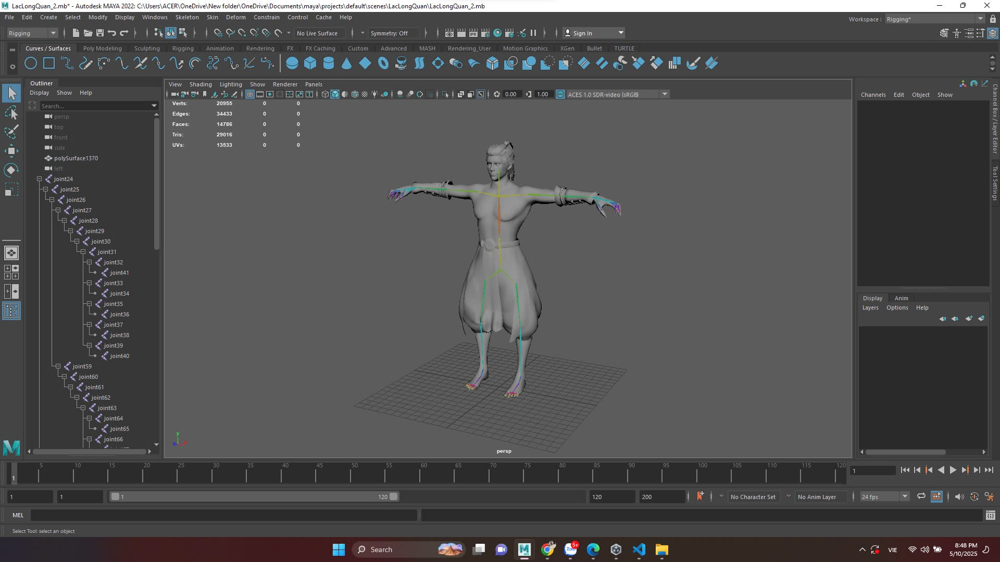 LacLongQuan_2.mb* - Autodesk MAYA 2022: C:\Users\ACER\OneDrive\New folder\OneDrive\Documents\maya\projects\default\scenes\LacLongQuan\LacLongQuan_2.mb
File Edit Create Select Modify Display Windows Skeleton Skin Deform Constrain Control Cache Help
Workspace : Rigging*
Rigging No Live Surface Symmetry: Off IPR Sign In
Curves / Surfaces Poly Modeling Sculpting Rigging Animation Rendering FX FX Caching Custom Advanced MASH Rendering_User Motion Graphics XGen Bullet TURTLE
Outliner
Display Show Help
Search...
persp
top
front
side
polySurface1370
left
joint24
joint25
joint26
joint27
joint28
joint29
joint30
joint31
joint32
joint41
joint33
joint34
joint35
joint36
joint37
joint38
joint39
joint40
joint59
joint60
joint61
joint62
joint63
joint64
joint65
joint66
View Shading Lighting Show Renderer Panels
0.00 1.00 ON ACES 1.0 SDR-video (sRGB)
Verts: 20955 0 0
Edges: 34433 0 0
Faces: 14786 0 0
Tris: 29016 0 0
UVs: 13533 0 0
y
persp
Channels Edit Object Show
Channel Box / Layer Editor
Tool Settings
Display Anim
Layers Options Help
1 5 10 15 20 25 30 35 40 45 50 55 60 65 70 75 80 85 90 95 100 105 110 115 120
1
1 1 1 120 120 200 No Character Set No Anim Layer 24 fps
MEL
Select Tool: select an object
Search
M
Zalo 5+
VIE
8:48 PM
5/10/2025